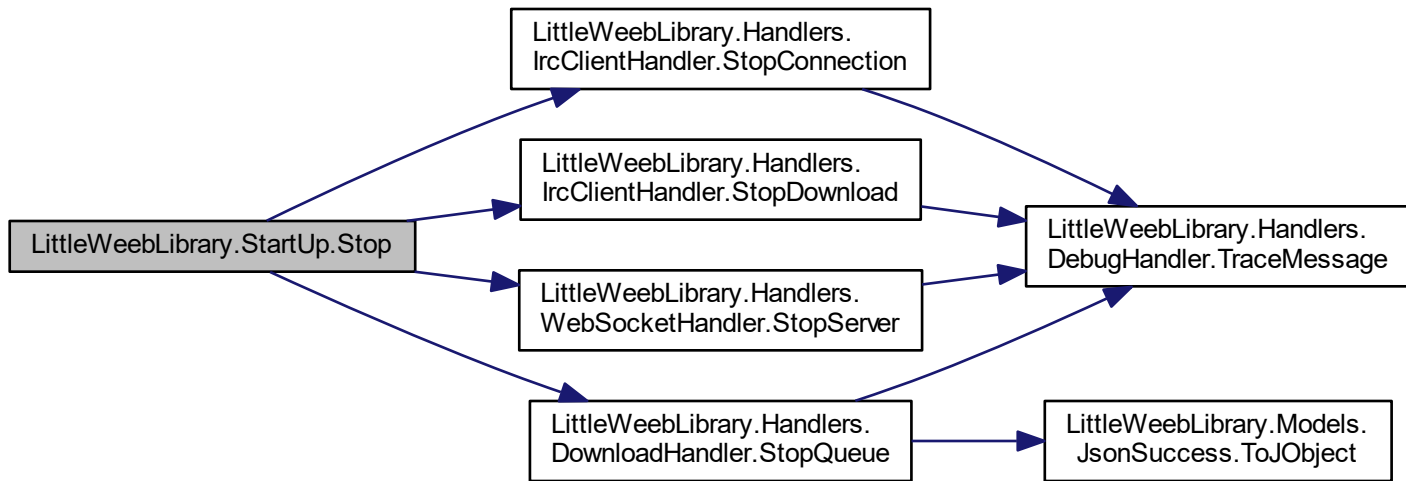 LittleWeebLibrary.Handlers.
IrcClientHandler.StopConnection
LittleWeebLibrary.Handlers.
IrcClientHandler.StopDownload
LittleWeebLibrary.StartUp.Stop
LittleWeebLibrary.Handlers.
DebugHandler.TraceMessage
LittleWeebLibrary.Handlers.
WebSocketHandler.StopServer
LittleWeebLibrary.Handlers.
DownloadHandler.StopQueue
LittleWeebLibrary.Models.
JsonSuccess.ToJObject